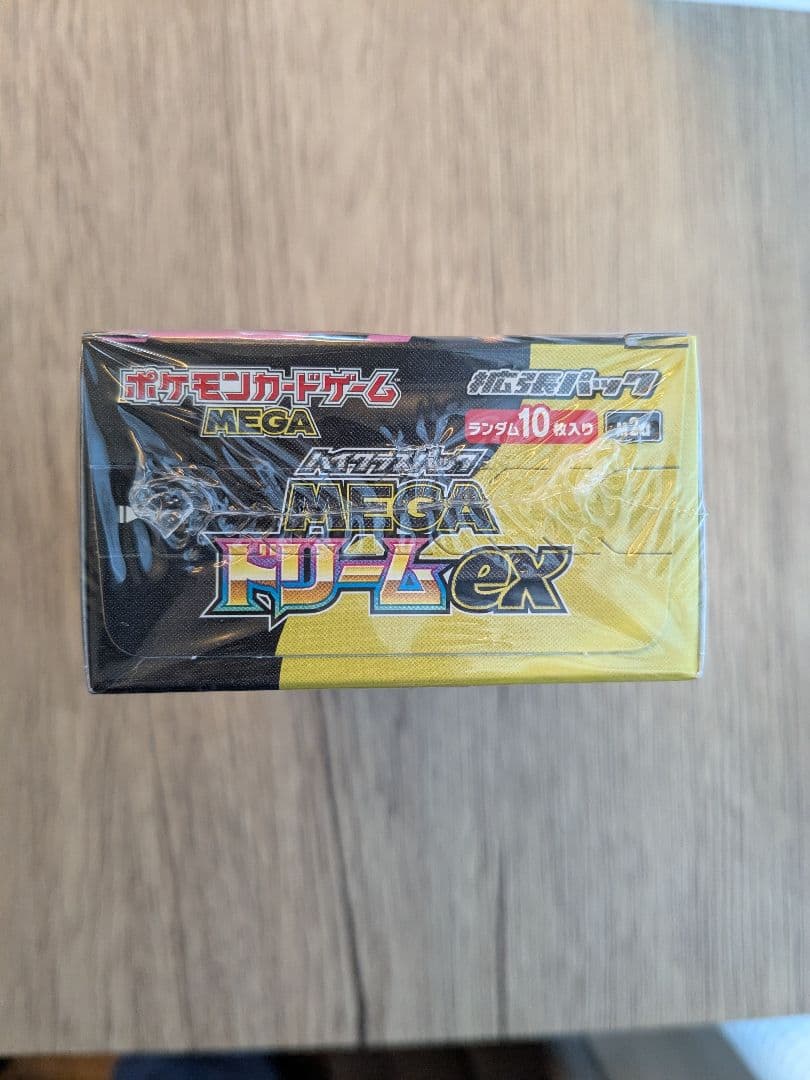 ポケモンカードゲーム
MEGA
拡張パック
ランダム10枚入り
M2a
ハイクラスパック
MEGA
ドリームex